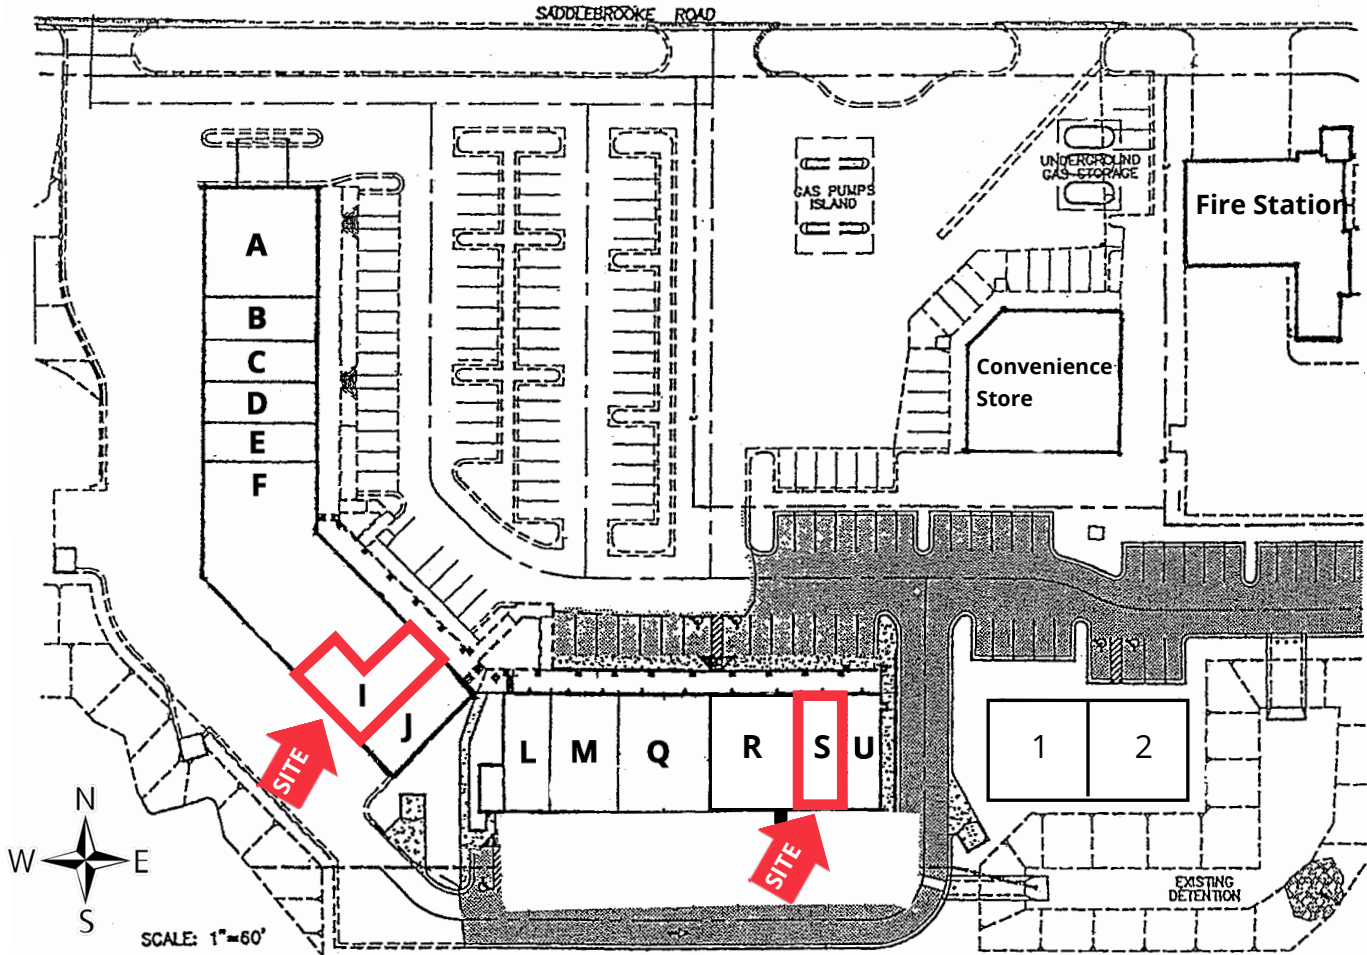 SADDLEBROOKE ROAD
UNDERGROUND
GAS STORAGE
GAS PUMPS
ISLAND
Fire Station
A
B
C
D
E
F
Convenience
Store
I
J
L
M
Q
R
S
U
1
2
SITE
SITE
N
W
E
S
EXISTING
DETENTION
SCALE: 1"=60'